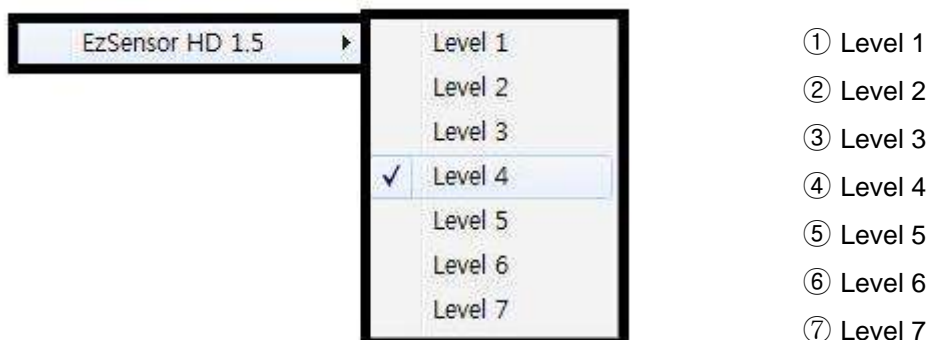 EzSensor HD 1.5
Level 1
Level 2
Level 3
✓ Level 4
Level 5
Level 6
Level 7
① Level 1
② Level 2
③ Level 3
④ Level 4
⑤ Level 5
⑥ Level 6
⑦ Level 7